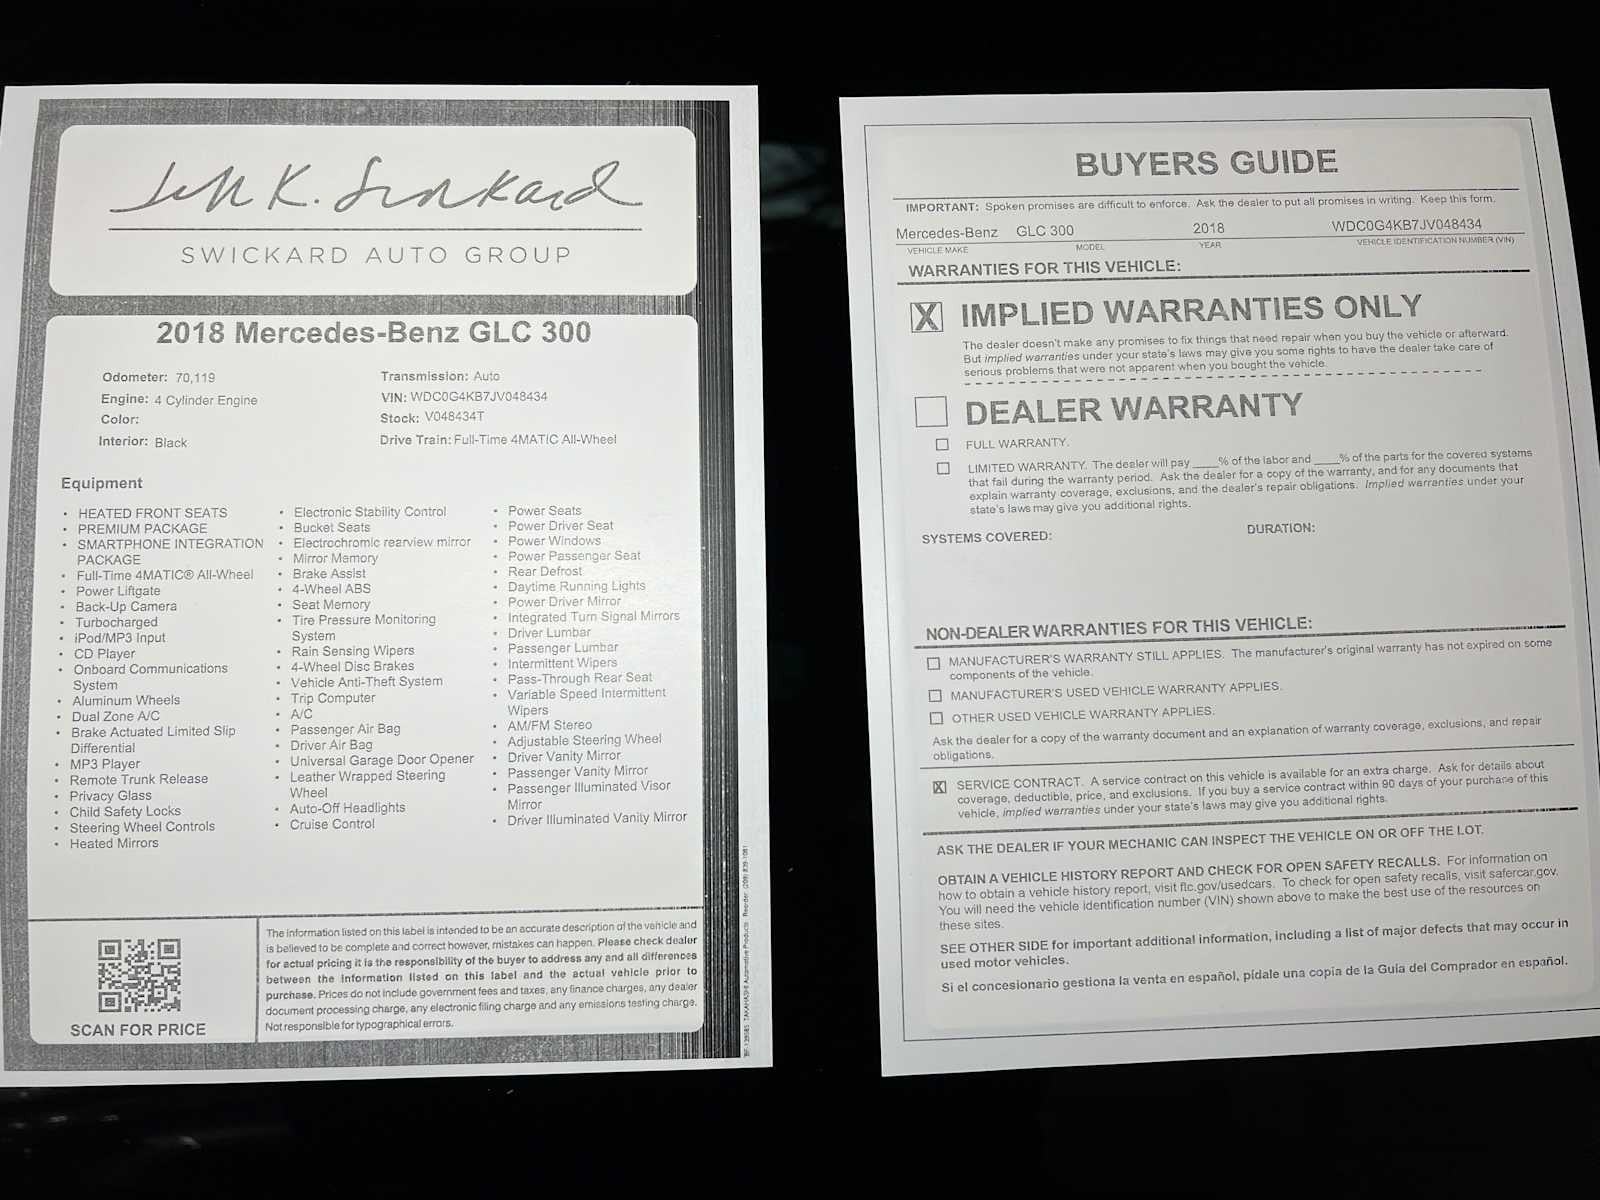 Jeff K. Swickard
SWICKARD AUTO GROUP
2018 Mercedes-Benz GLC 300
Odometer: 70,119
Engine: 4 Cylinder Engine
Color:
Interior: Black
Transmission: Auto
VIN: WDC0G4KB7JV048434
Stock: V048434T
Drive Train: Full-Time 4MATIC All-Wheel
Equipment
• HEATED FRONT SEATS
• PREMIUM PACKAGE
• SMARTPHONE INTEGRATION
PACKAGE
• Full-Time 4MATIC® All-Wheel
• Power Liftgate
• Back-Up Camera
• Turbocharged
• iPod/MP3 Input
• CD Player
• Onboard Communications
System
• Aluminum Wheels
• Dual Zone A/C
• Brake Actuated Limited Slip
Differential
• MP3 Player
• Remote Trunk Release
• Privacy Glass
• Child Safety Locks
• Steering Wheel Controls
• Heated Mirrors
• Electronic Stability Control
• Bucket Seats
• Electrochromic rearview mirror
• Mirror Memory
• Brake Assist
• 4-Wheel ABS
• Seat Memory
• Tire Pressure Monitoring
System
• Rain Sensing Wipers
• 4-Wheel Disc Brakes
• Vehicle Anti-Theft System
• Trip Computer
• A/C
• Passenger Air Bag
• Driver Air Bag
• Universal Garage Door Opener
• Leather Wrapped Steering
Wheel
• Auto-Off Headlights
• Cruise Control
• Power Seats
• Power Driver Seat
• Power Windows
• Power Passenger Seat
• Rear Defrost
• Daytime Running Lights
• Power Driver Mirror
• Integrated Turn Signal Mirrors
• Driver Lumbar
• Passenger Lumbar
• Intermittent Wipers
• Pass-Through Rear Seat
• Variable Speed Intermittent
Wipers
• AM/FM Stereo
• Adjustable Steering Wheel
• Driver Vanity Mirror
• Passenger Vanity Mirror
• Passenger Illuminated Visor
Mirror
• Driver Illuminated Vanity Mirror
SCAN FOR PRICE
The information listed on this label is intended to be an accurate description of the vehicle and
is believed to be complete and correct however, mistakes can happen. Please check dealer
for actual pricing it is the responsibility of the buyer to address any and all differences
between the information listed on this label and the actual vehicle prior to
purchase. Prices do not include government fees and taxes, any finance charges, any dealer
document processing charge, any electronic filing charge and any emissions testing charge.
Not responsible for typographical errors.
TAKAHASHI Automotive Products Reorder:
BUYERS GUIDE
IMPORTANT: Spoken promises are difficult to enforce. Ask the dealer to put all promises in writing. Keep this form.
Mercedes-Benz GLC 300 2018 WDC0G4KB7JV048434
VEHICLE MAKE MODEL YEAR VEHICLE IDENTIFICATION NUMBER (VIN)
WARRANTIES FOR THIS VEHICLE:
X IMPLIED WARRANTIES ONLY
The dealer doesn't make any promises to fix things that need repair when you buy the vehicle or afterward.
But implied warranties under your state's laws may give you some rights to have the dealer take care of
serious problems that were not apparent when you bought the vehicle.
DEALER WARRANTY
FULL WARRANTY.
LIMITED WARRANTY. The dealer will pay ____% of the labor and ____% of the parts for the covered systems
that fail during the warranty period. Ask the dealer for a copy of the warranty, and for any documents that
explain warranty coverage, exclusions, and the dealer's repair obligations. Implied warranties under your
state's laws may give you additional rights.
SYSTEMS COVERED: DURATION:
NON-DEALER WARRANTIES FOR THIS VEHICLE:
MANUFACTURER'S WARRANTY STILL APPLIES. The manufacturer's original warranty has not expired on some
components of the vehicle.
MANUFACTURER'S USED VEHICLE WARRANTY APPLIES.
OTHER USED VEHICLE WARRANTY APPLIES.
Ask the dealer for a copy of the warranty document and an explanation of warranty coverage, exclusions, and repair
obligations.
X SERVICE CONTRACT. A service contract on this vehicle is available for an extra charge. Ask for details about
coverage, deductible, price, and exclusions. If you buy a service contract within 90 days of your purchase of this
vehicle, implied warranties under your state's laws may give you additional rights.
ASK THE DEALER IF YOUR MECHANIC CAN INSPECT THE VEHICLE ON OR OFF THE LOT.
OBTAIN A VEHICLE HISTORY REPORT AND CHECK FOR OPEN SAFETY RECALLS. For information on
how to obtain a vehicle history report, visit ftc.gov/usedcars. To check for open safety recalls, visit safercar.gov.
You will need the vehicle identification number (VIN) shown above to make the best use of the resources on
these sites.
SEE OTHER SIDE for important additional information, including a list of major defects that may occur in
used motor vehicles.
Si el concesionario gestiona la venta en español, pídale una copia de la Guía del Comprador en español.